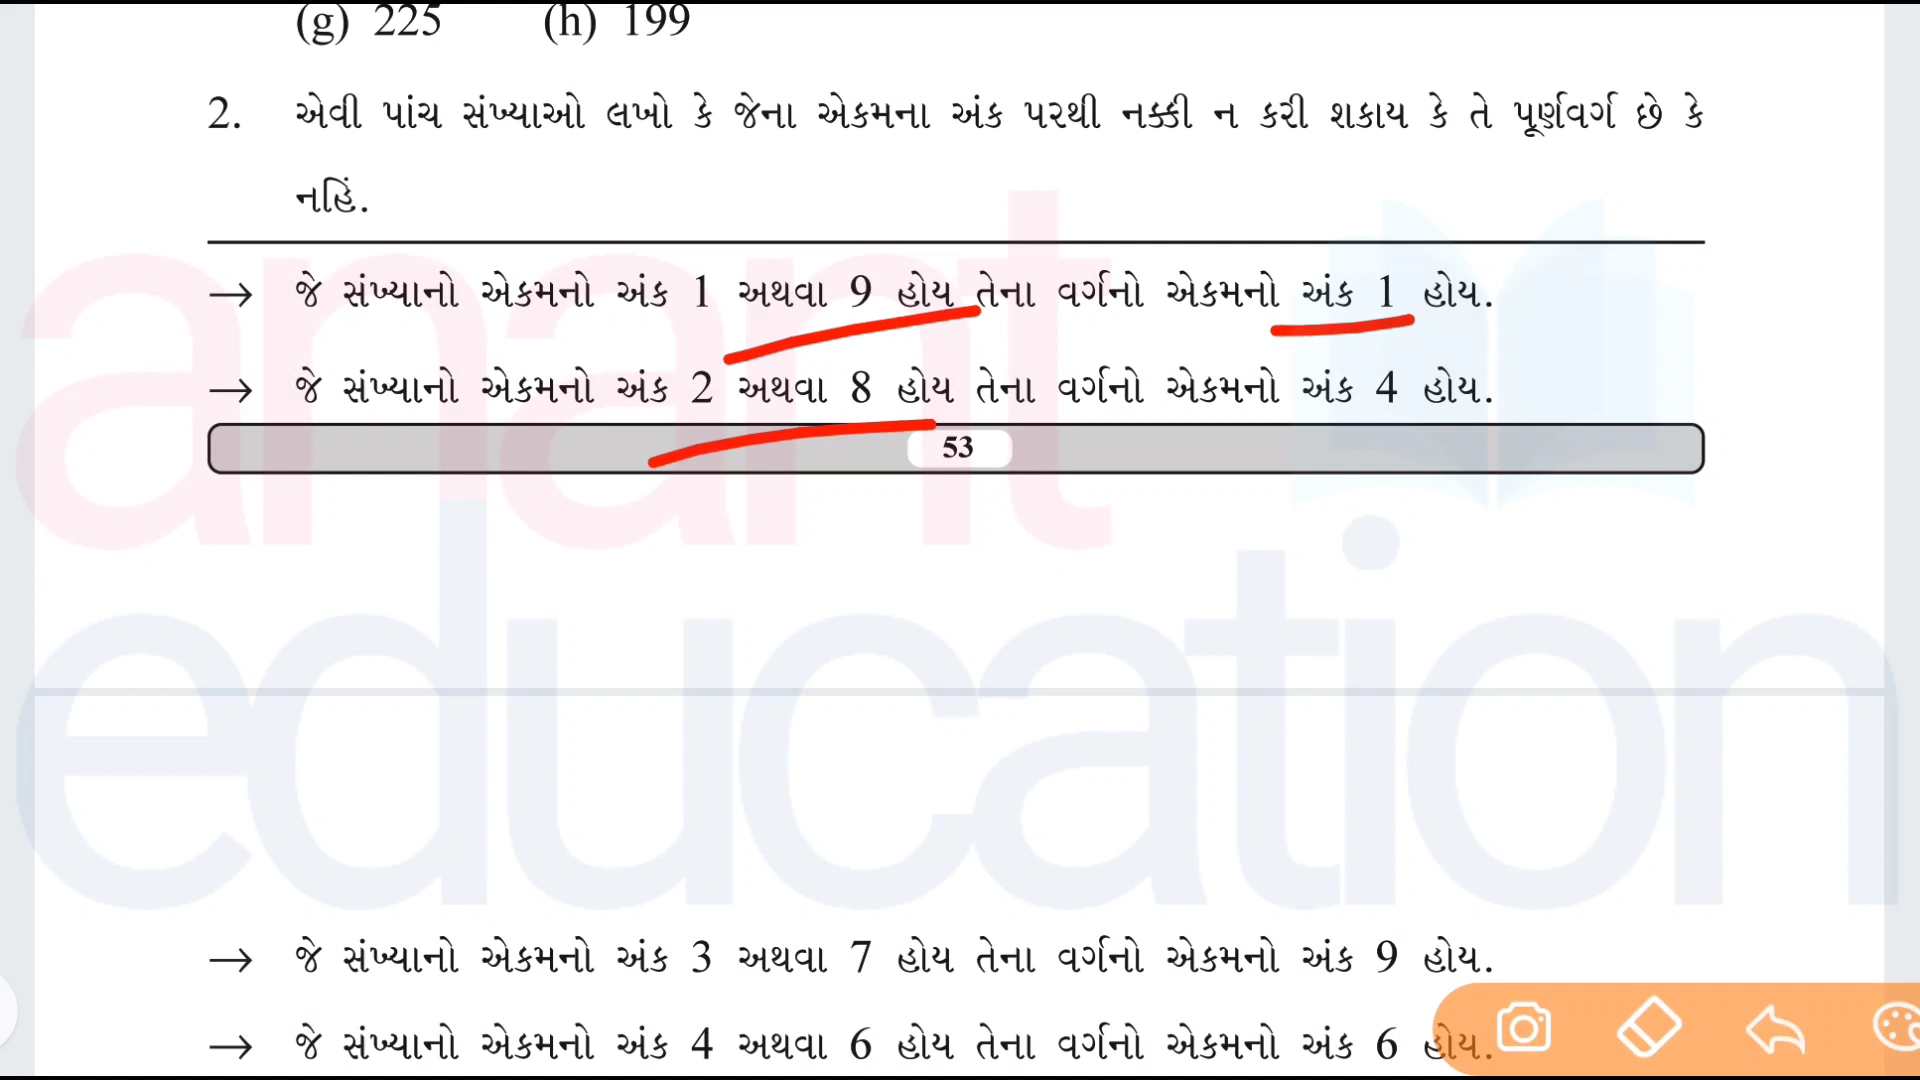 (g) 225 (h) 199
2. એવી પાંચ સંખ્યાઓ લખો કે જેના એકમના અંક પરથી નક્કી ન કરી શકાય કે તે પૂર્ણવર્ગ છે કે
નહિં.
→ જે સંખ્યાનો એકમનો અંક 1 અથવા 9 હોય તેના વર્ગનો એકમનો અંક 1 હોય.
→ જે સંખ્યાનો એકમનો અંક 2 અથવા 8 હોય તેના વર્ગનો એકમનો અંક 4 હોય.
53
anant
education
→ જે સંખ્યાનો એકમનો અંક 3 અથવા 7 હોય તેના વર્ગનો એકમનો અંક 9 હોય.
→ જે સંખ્યાનો એકમનો અંક 4 અથવા 6 હોય તેના વર્ગનો એકમનો અંક 6 હોય.